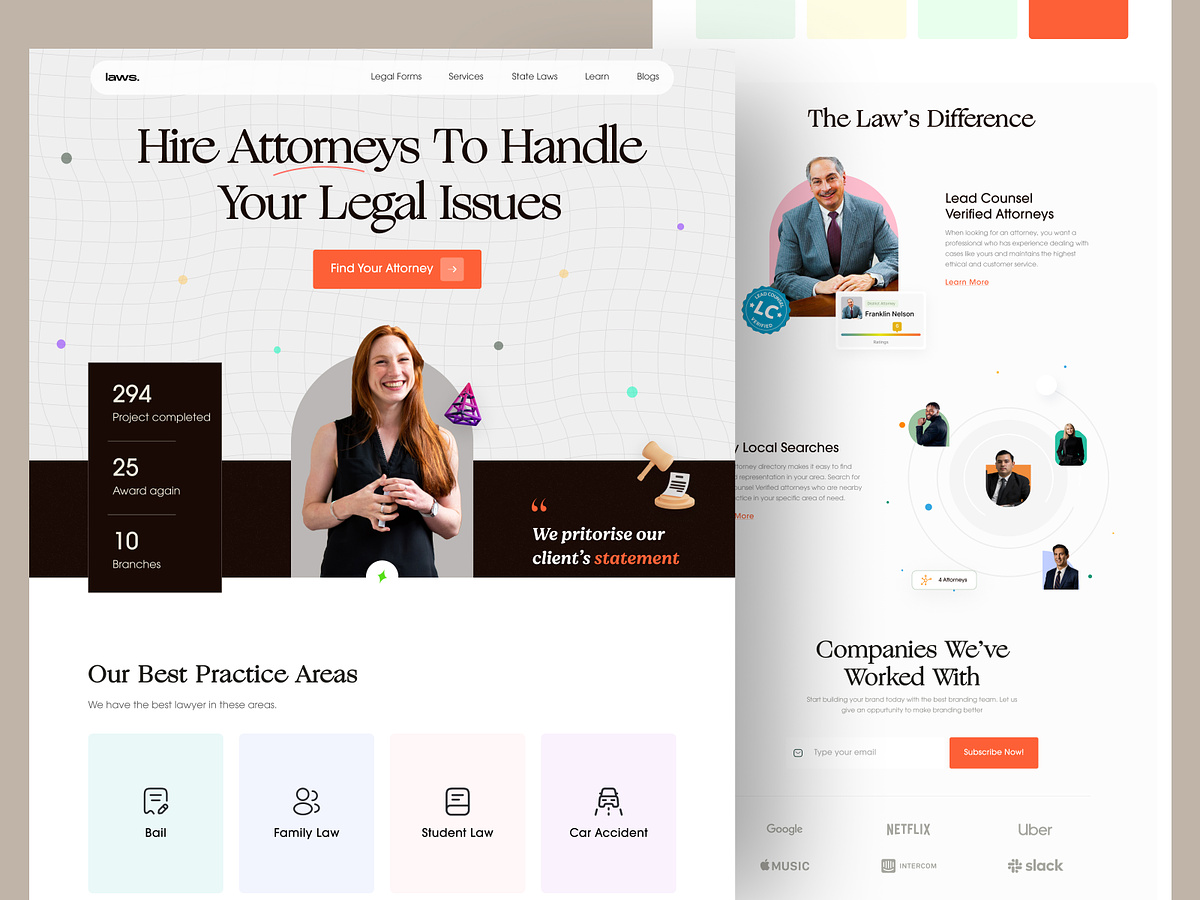 laws.
Legal Forms
Services
State Laws
Learn
Blogs
Hire Attorneys To Handle
Your Legal Issues
Find Your Attorney
294
Project completed
25
Award again
10
Branches
“
We pritorise our
client's statement
Our Best Practice Areas
We have the best lawyer in these areas.
Bail
Family Law
Student Law
Car Accident
The Law's Difference
Lead Counsel
Verified Attorneys
When looking for an attorney, you want a
professional who has experience dealing with
cases like yours and maintains the highest
ethical and customer service.
Learn More
LEAD COUNSEL
LC
VERIFIED
District Attorney
Franklin Nelson
Ratings
y Local Searches
ttorney directory makes it easy to find
d representation in your area. Search for
ounsel Verified attorneys who are nearby
ctice in your specific area of need.
More
4 Attorneys
Companies We've
Worked With
Start building your brand today with the best branding team. Let us
give an oppurtunity to make branding better
Type your email
Subscribe Now!
Google
NETFLIX
Uber
MUSIC
INTERCOM
slack